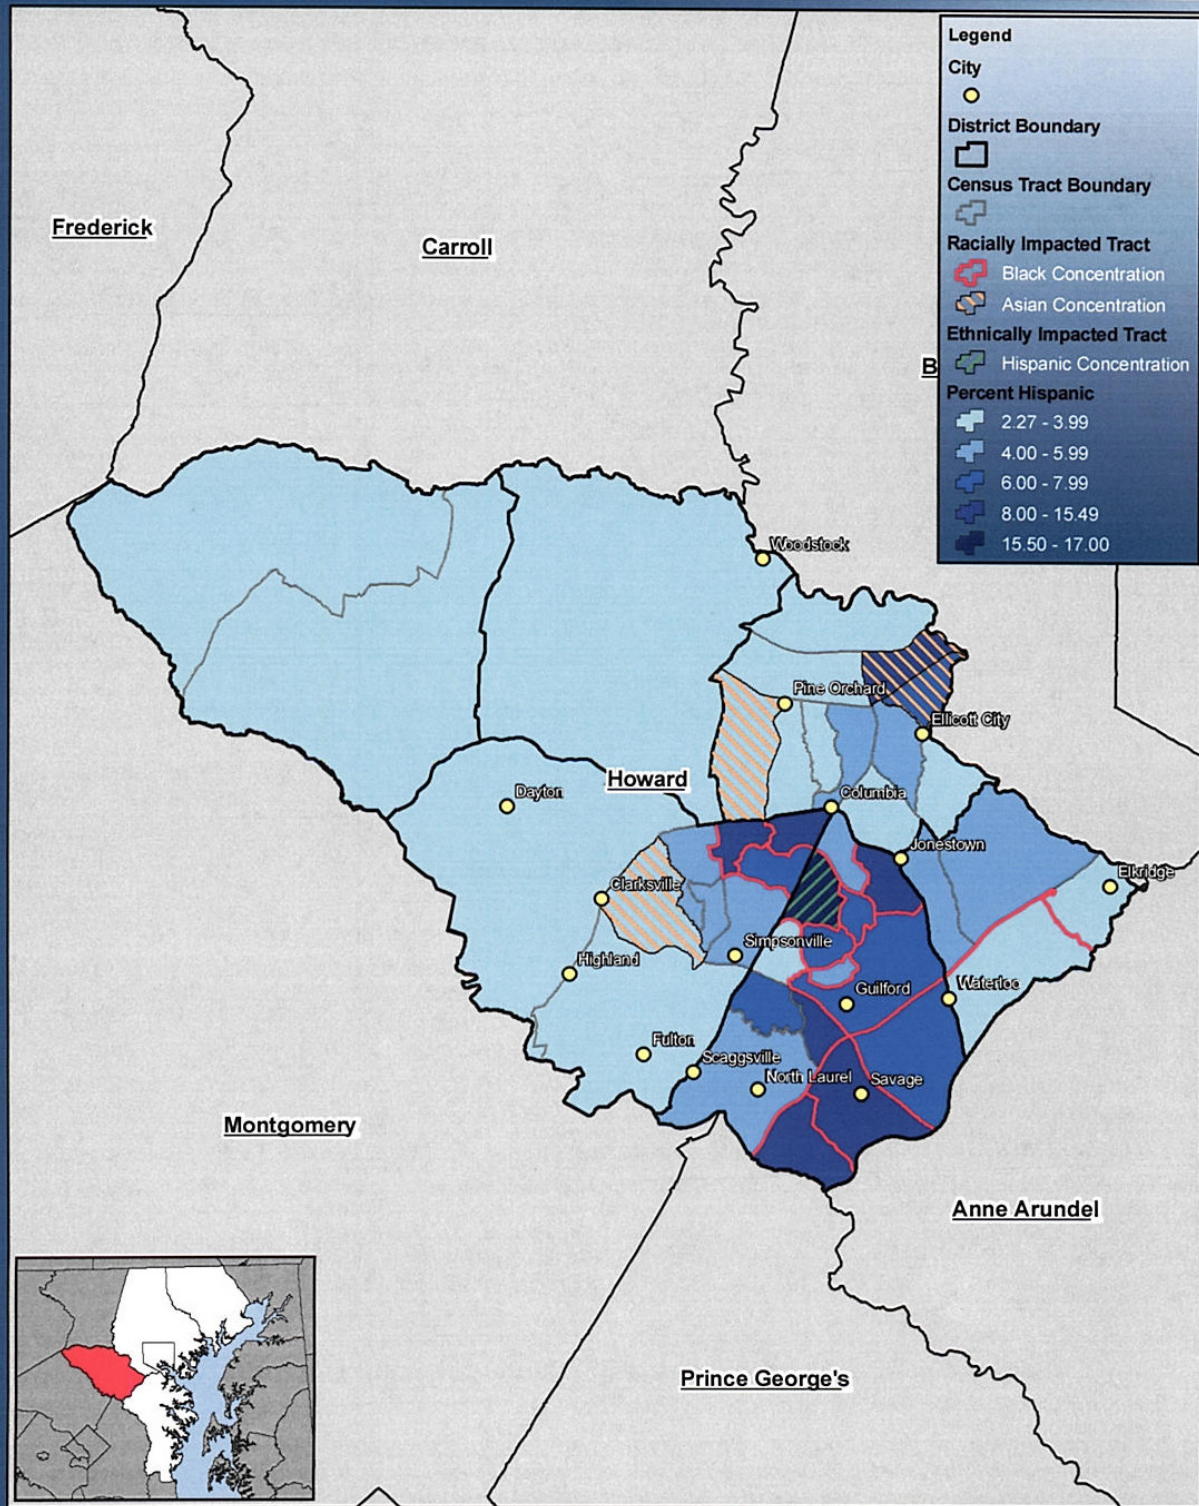 Legend
City
District Boundary
Census Tract Boundary
Racially Impacted Tract
Black Concentration
Asian Concentration
Ethnically Impacted Tract
Hispanic Concentration
Percent Hispanic
2.27 - 3.99
4.00 - 5.99
6.00 - 7.99
8.00 - 15.49
15.50 - 17.00
Frederick
Carroll
B
Woodstock
Pine Orchard
Ellicott City
Howard
Dayton
Columbia
Jonestown
Elkridge
Clarksville
Simpsonville
Highland
Guilford
Waterloo
Fulton
Scaggsville
North Laurel
Savage
Montgomery
Anne Arundel
Prince George's